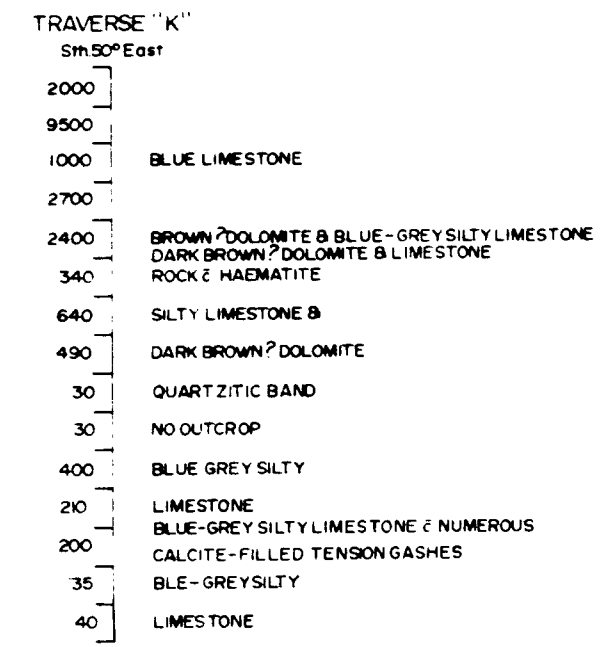 TRAVERSE "K"
Sth.50° East
2000
9500
1000 BLUE LIMESTONE
2700
2400 BROWN ? DOLOMITE & BLUE-GREY SILTY LIMESTONE
DARK BROWN ? DOLOMITE & LIMESTONE
340 ROCK c̄ HAEMATITE
640 SILTY LIMESTONE &
490 DARK BROWN ? DOLOMITE
30 QUARTZITIC BAND
30 NO OUTCROP
400 BLUE GREY SILTY
210 LIMESTONE
BLUE-GREY SILTY LIMESTONE c̄ NUMEROUS
200 CALCITE-FILLED TENSION GASHES
35 BLE-GREY SILTY
40 LIMESTONE